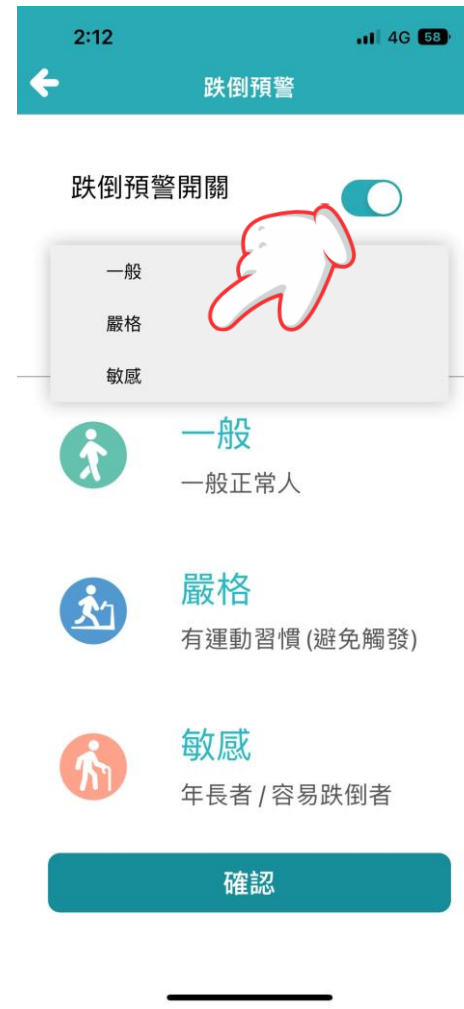 2:12 4G 58
跌倒預警
跌倒預警開關
一般
嚴格
敏感
一般
一般正常人
嚴格
有運動習慣 (避免觸發)
敏感
年長者 / 容易跌倒者
確認